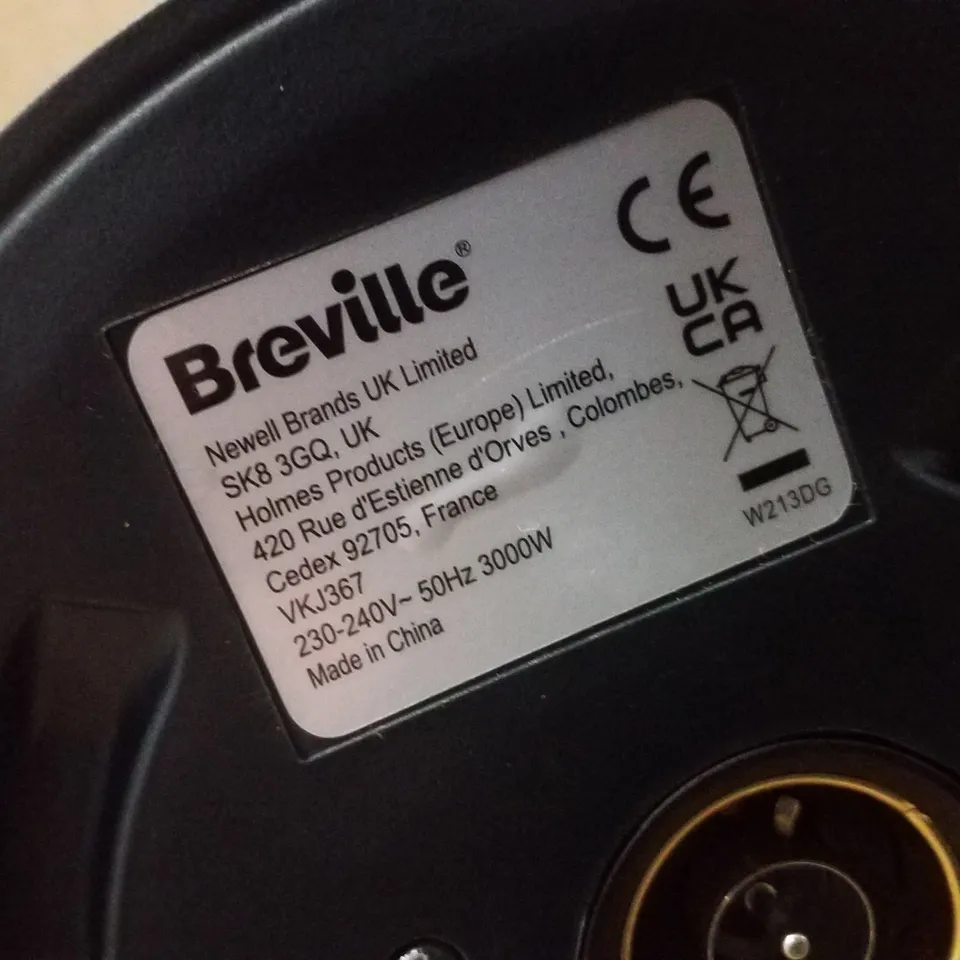 Breville®
Newell Brands UK Limited
SK8 3GQ, UK
Holmes Products (Europe) Limited,
420 Rue d'Estienne d'Orves , Colombes,
Cedex 92705, France
VKJ367
230-240V~ 50Hz 3000W
Made in China
CE
UK
CA
W213DG